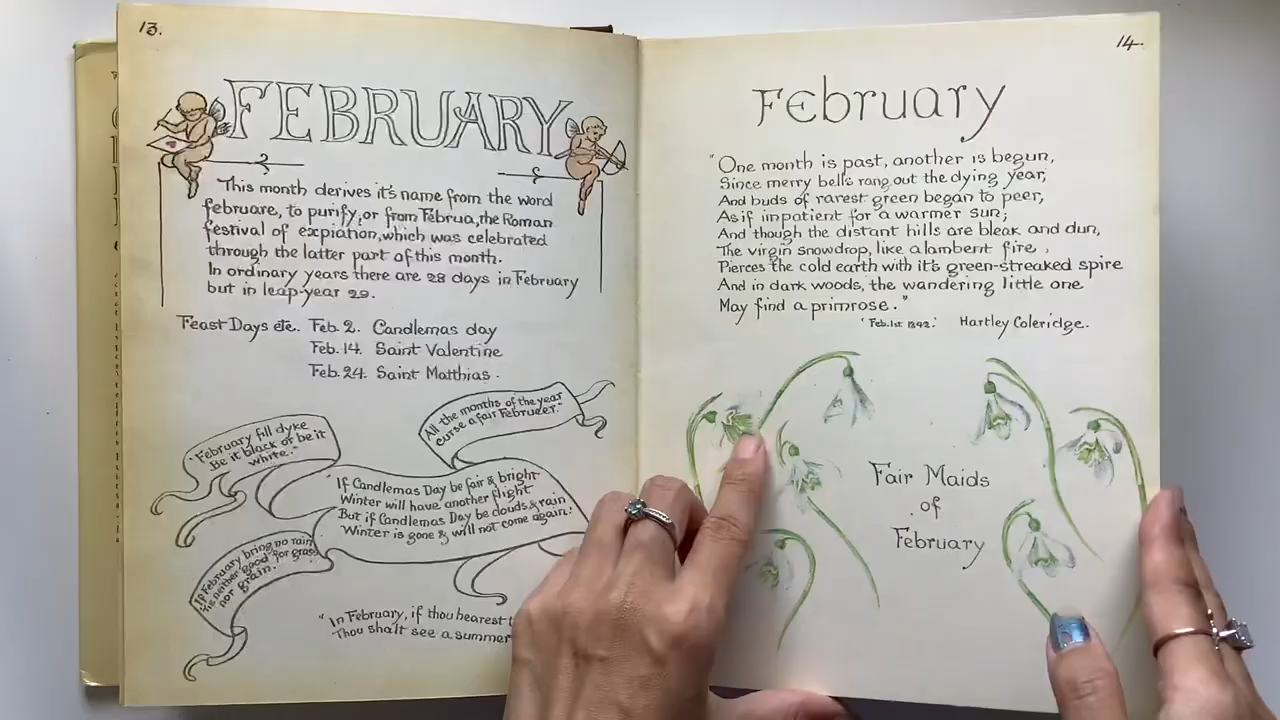 13.
FEBRUARY
This month derives it's name from the word
februare, to purify, or from Februa, the Roman
festival of expiation, which was celebrated
through the latter part of this month.
In ordinary years there are 28 days in February
but in leap-year 29.
Feast Days etc. Feb. 2. Candlemas day
Feb. 14. Saint Valentine
Feb. 24. Saint Matthias.
"All the months of the year
curse a fair Februeer."
"February fill dyke
Be it black or be it
white."
"If Candlemas Day be fair & bright
Winter will have another flight
But if Candlemas Day be clouds & rain
Winter is gone & will not come again."
"If February bring no rain
'tis neither good for grass
nor grain."
"In February, if thou hearest
Thou shalt see a summer
14.
February
"One month is past, another is begun,
Since merry bells rang out the dying year,
And buds of rarest green began to peer,
As if inpatient for a warmer sun;
And though the distant hills are bleak and dun,
The virgin snowdrop, like a lambent fire,
Pierces the cold earth with it's green-streaked spire
And in dark woods, the wandering little one
May find a primrose."
'Feb. 1st 1842.' Hartley Coleridge.
Fair Maids
of
February